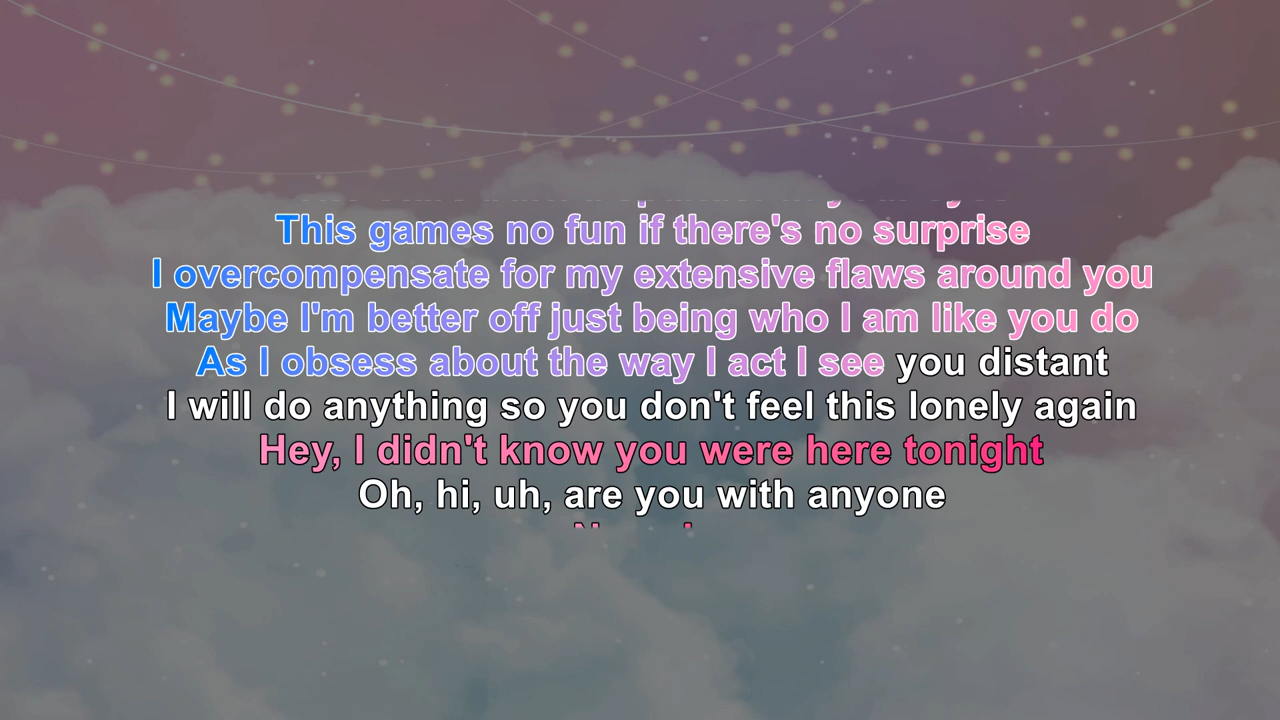 This games no fun if there's no surprise
I overcompensate for my extensive flaws around you
Maybe I'm better off just being who I am like you do
As I obsess about the way I act I see you distant
I will do anything so you don't feel this lonely again
Hey, I didn't know you were here tonight
Oh, hi, uh, are you with anyone